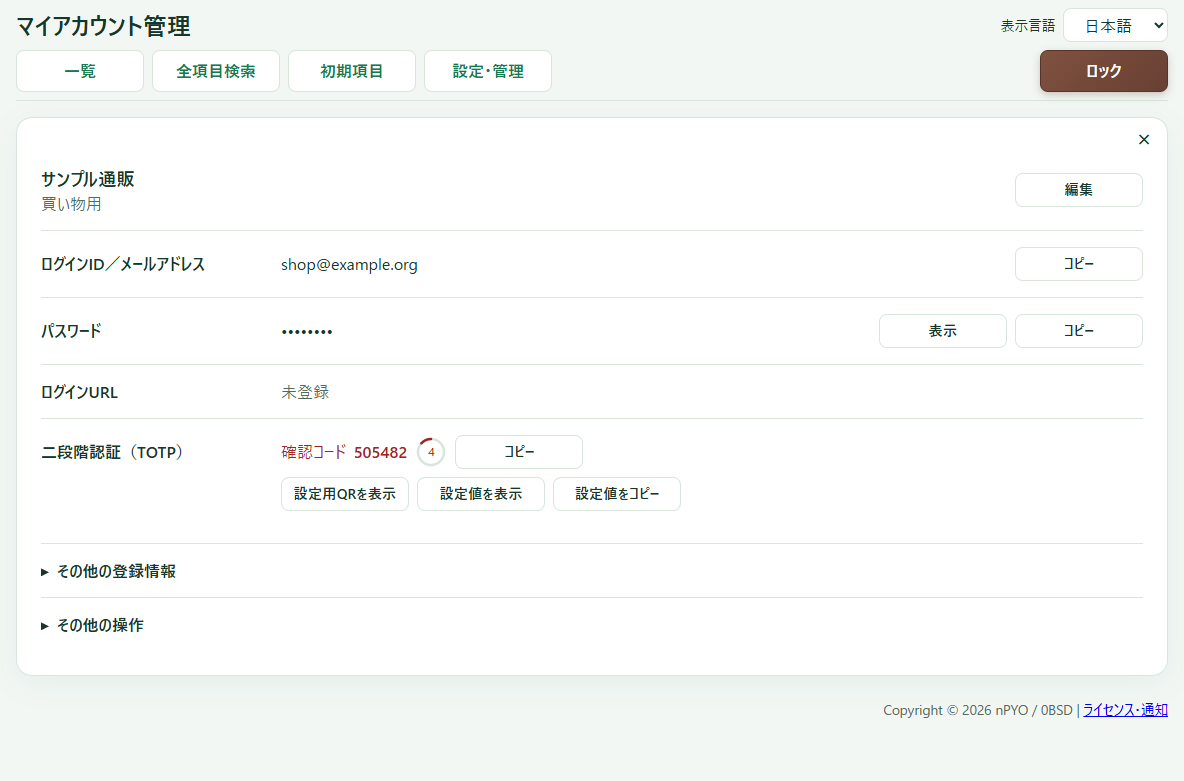 マイアカウント管理
表示言語 日本語
一覧 全項目検索 初期項目 設定・管理 ロック
×
サンプル通販
買い物用
編集
ログインID／メールアドレス shop@example.org コピー
パスワード •••••••• 表示 コピー
ログインURL 未登録
二段階認証（TOTP） 確認コード 505482 4 コピー
設定用QRを表示 設定値を表示 設定値をコピー
▸ その他の登録情報
▸ その他の操作
Copyright © 2026 nPYO / 0BSD | ライセンス・通知